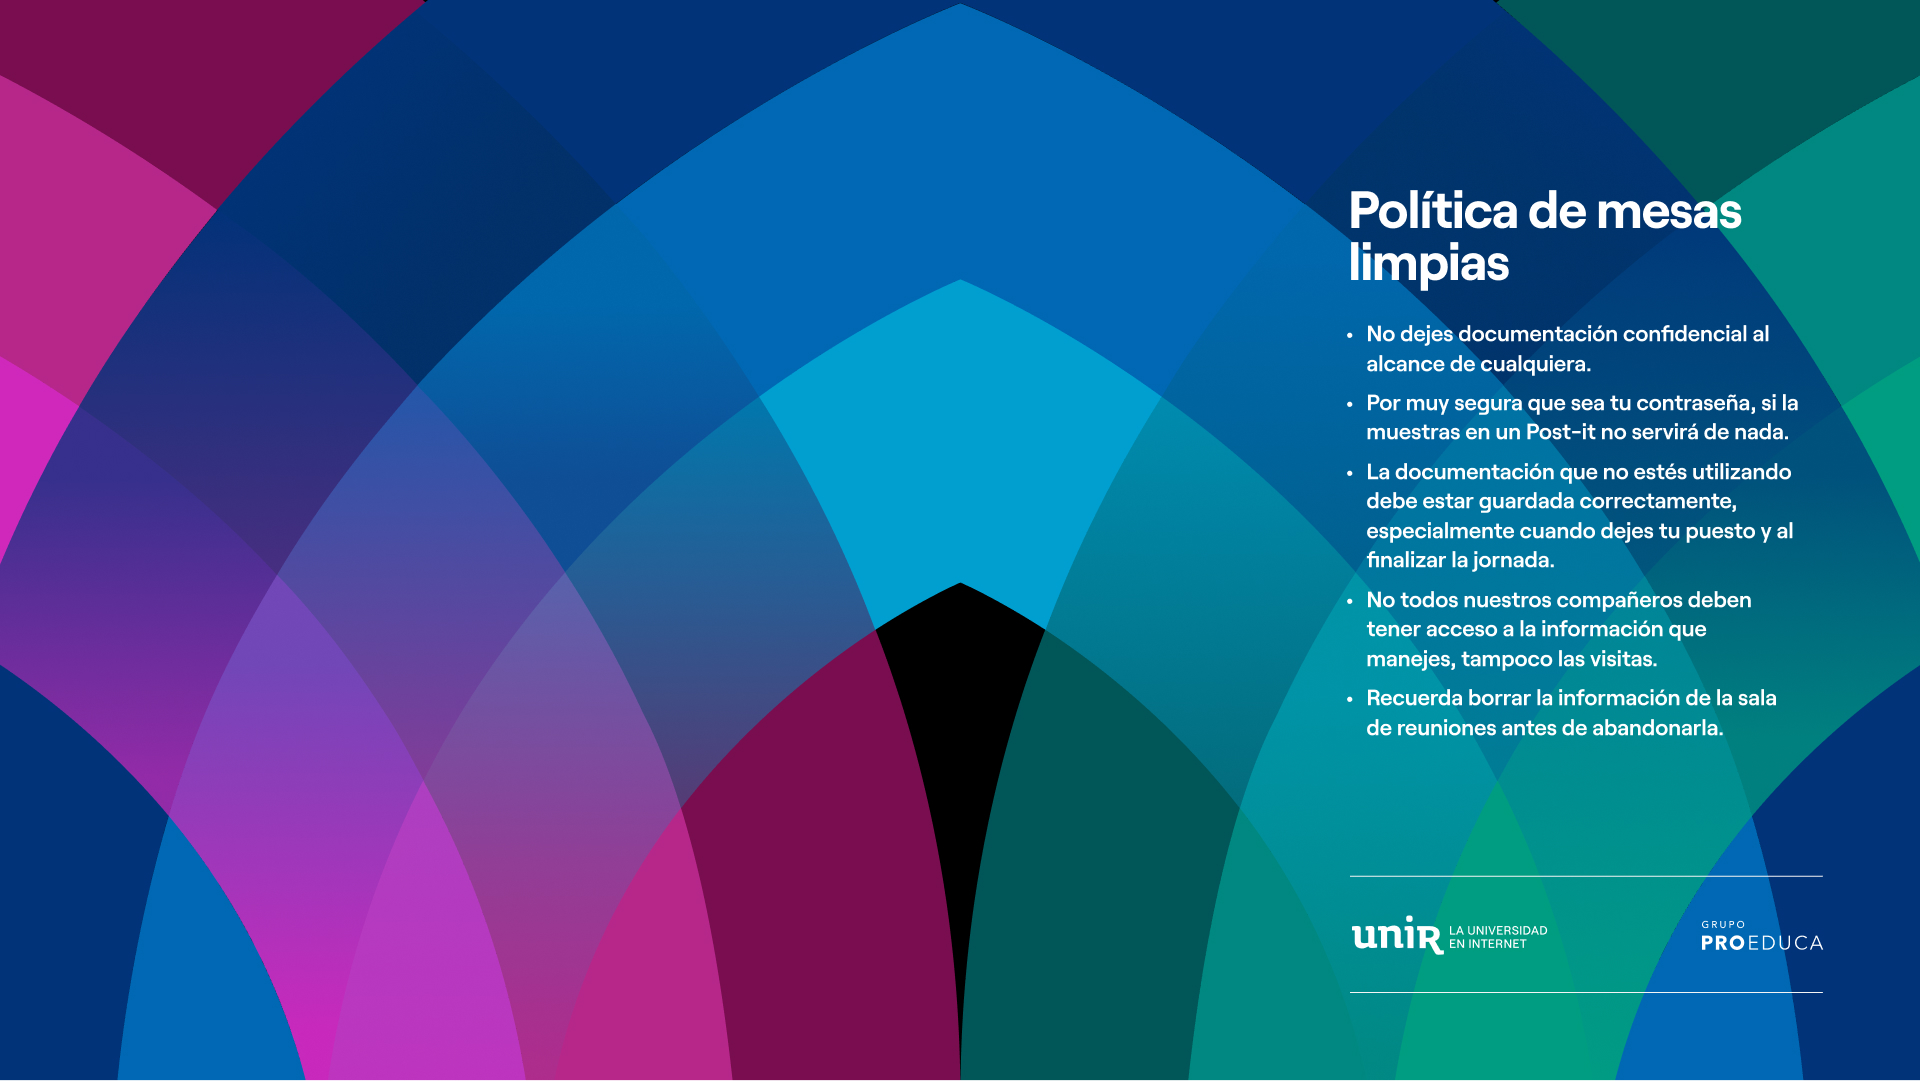 Política de mesas
limpias
• No dejes documentación confidencial al
alcance de cualquiera.
• Por muy segura que sea tu contraseña, si la
muestras en un Post-it no servirá de nada.
• La documentación que no estés utilizando
debe estar guardada correctamente,
especialmente cuando dejes tu puesto y al
finalizar la jornada.
• No todos nuestros compañeros deben
tener acceso a la información que
manejes, tampoco las visitas.
• Recuerda borrar la información de la sala
de reuniones antes de abandonarla.
unir LA UNIVERSIDAD
EN INTERNET
GRUPO
PROEDUCA